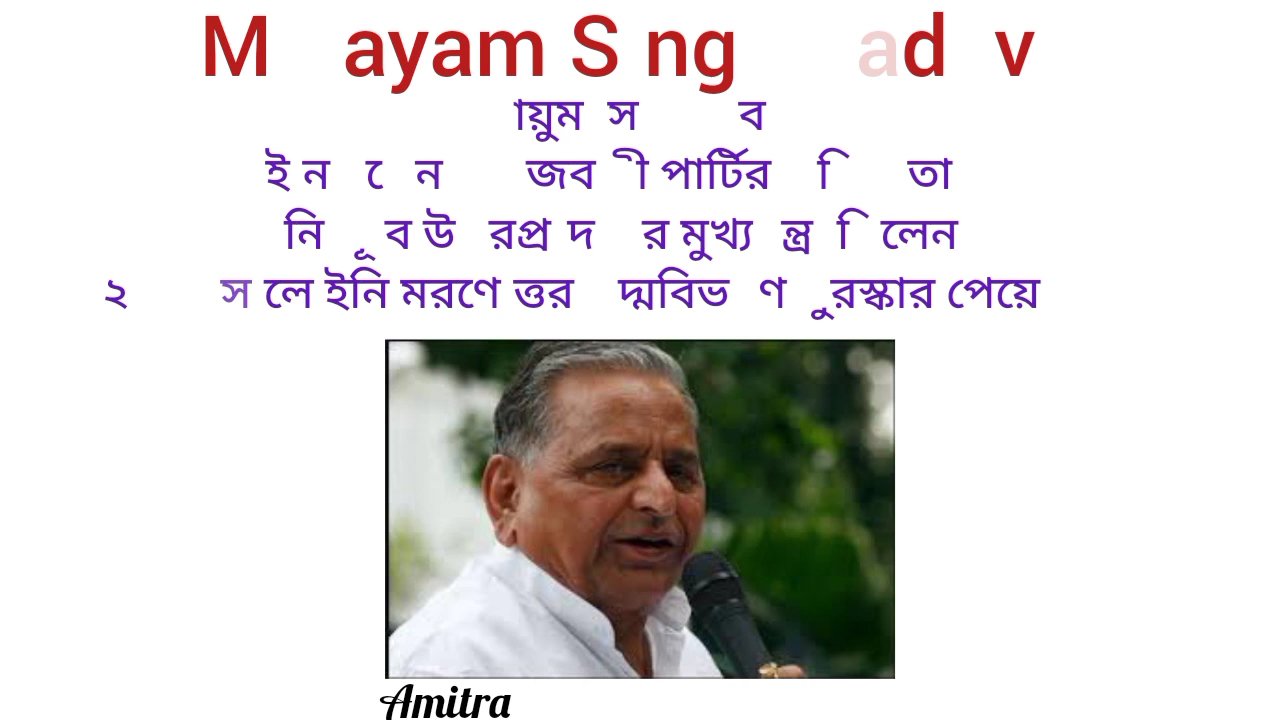 M ayam S ng ad v
ায়ুম স ব
ই ন ে ন জব ী পার্টির ি তা
নি ূ ব উ রপ্র দ র মুখ্য ন্ত্র ি লেন
২ স লে ইনি মরণে ত্তর দ্মবিভ ণ ুরস্কার পেয়ে
Amitra